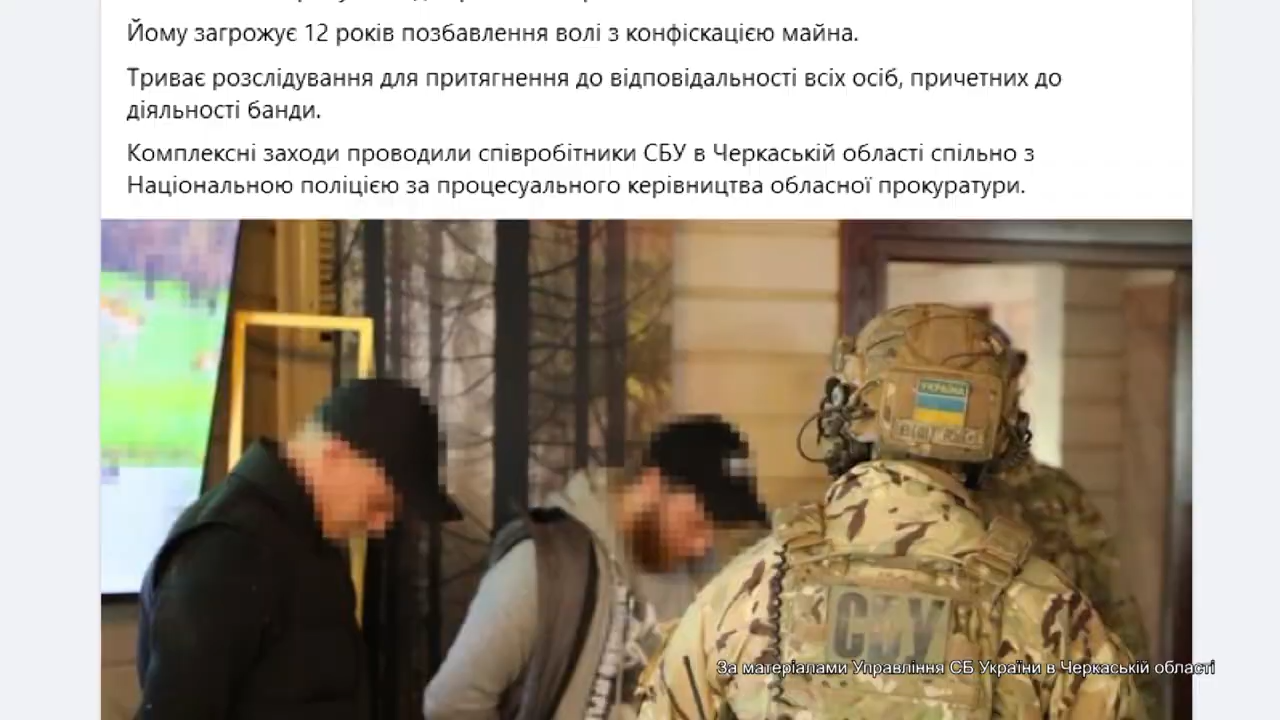 Йому загрожує 12 років позбавлення волі з конфіскацією майна.
Триває розслідування для притягнення до відповідальності всіх осіб, причетних до
діяльності банди.
Комплексні заходи проводили співробітники СБУ в Черкаській області спільно з
Національною поліцією за процесуального керівництва обласної прокуратури.
УКРАЇНА
СБУ
За матеріалами Управління СБ України в Черкаській області